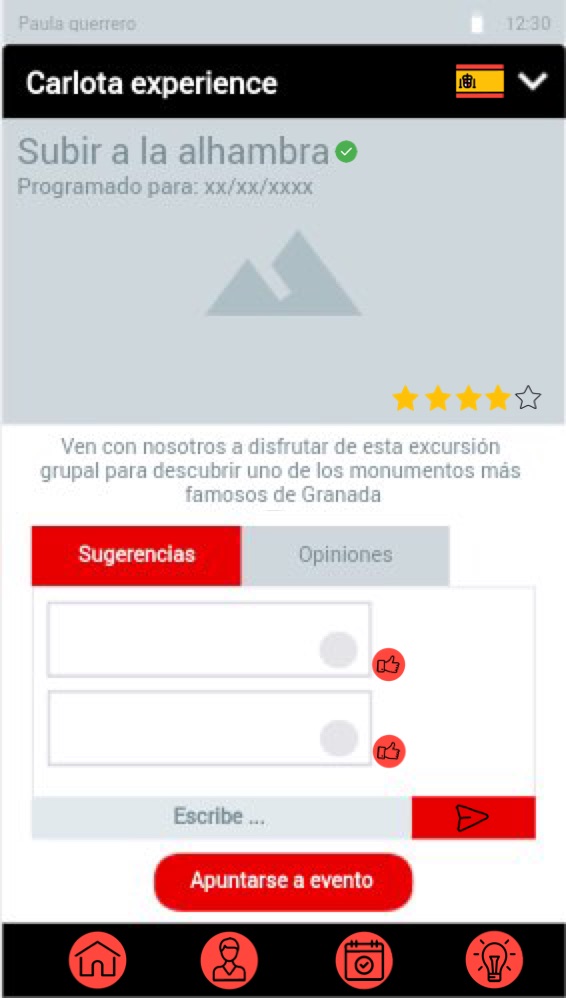 Paula guerrero 12:30
Carlota experience
Subir a la alhambra
Programado para: xx/xx/xxxx
Ven con nosotros a disfrutar de esta excursión
grupal para descubrir uno de los monumentos más
famosos de Granada
Sugerencias Opiniones
Escribe ...
Apuntarse a evento